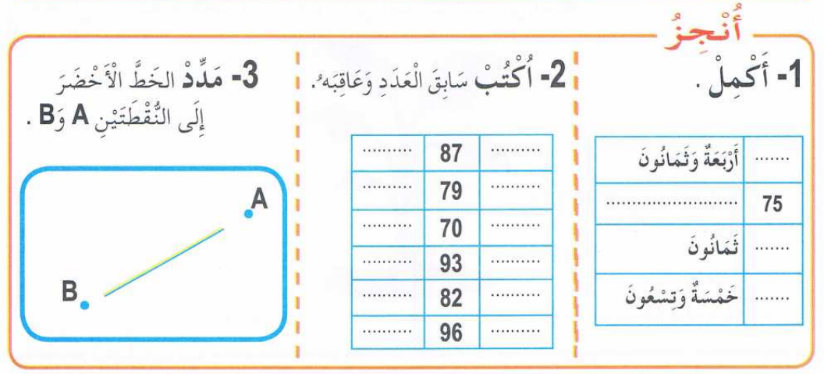 أُنْجِزُ
1- أَكْمِلْ .
....... أَرْبَعَةٌ وَثَمَانُونَ
75 ..........................
....... ثَمَانُونَ
....... خَمْسَةٌ وَتِسْعُونَ
2- اُكْتُبْ سَابِقَ الْعَدَدِ وَعَاقِبَهُ.
.......... 87 ..........
.......... 79 ..........
.......... 70 ..........
.......... 93 ..........
.......... 82 ..........
.......... 96 ..........
3- مَدِّدْ الخَطَّ الْأَخْضَرَ
إِلَى النُّقْطَتَيْنِ A وَB .
A
B